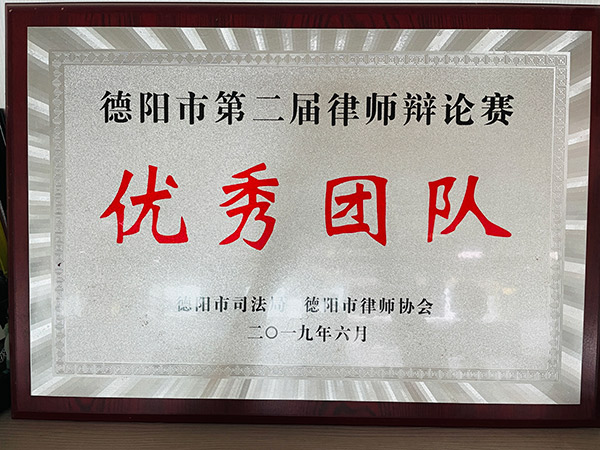 德阳市第二届律师辩论赛
优秀团队
德阳市司法局 德阳市律师协会
二〇一九年六月